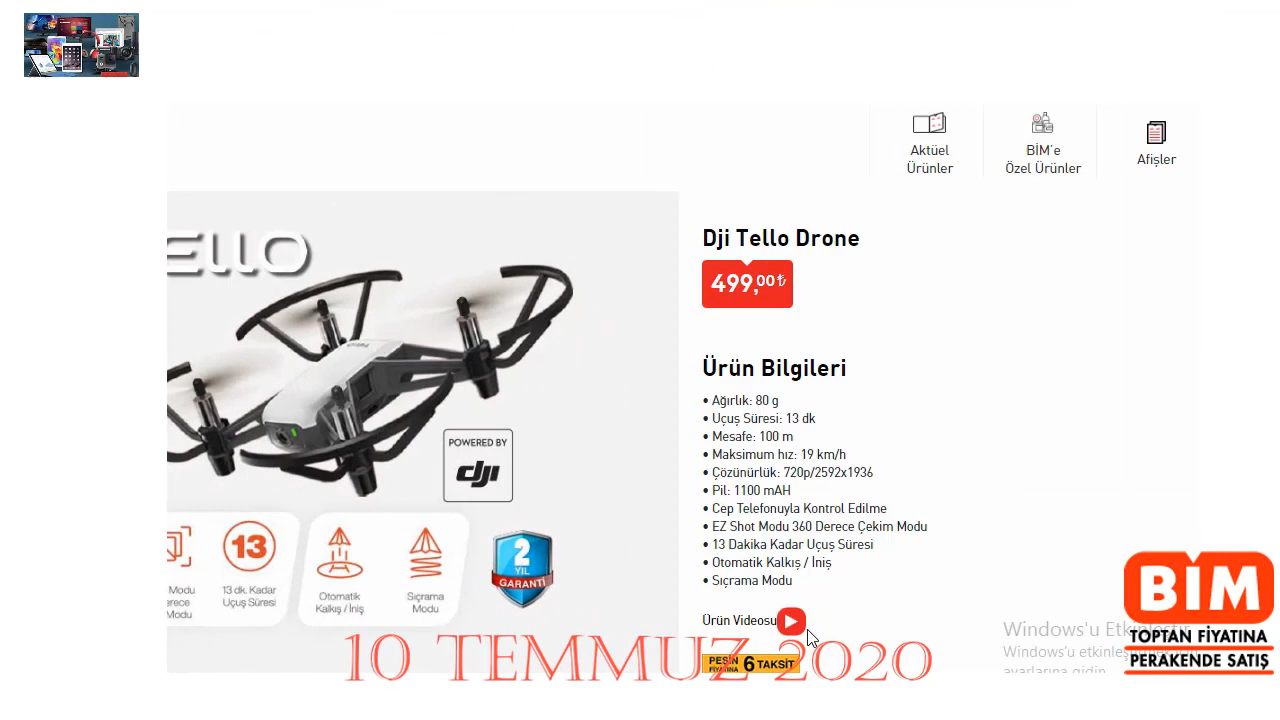 Aktüel
Ürünler
BİM'e
Özel Ürünler
Afişler
TELLO
Dji Tello Drone
499,00₺
Ürün Bilgileri
• Ağırlık: 80 g
• Uçuş Süresi: 13 dk
• Mesafe: 100 m
• Maksimum hız: 19 km/h
• Çözünürlük: 720p/2592x1936
• Pil: 1100 mAH
• Cep Telefonuyla Kontrol Edilme
• EZ Shot Modu 360 Derece Çekim Modu
• 13 Dakika Kadar Uçuş Süresi
• Otomatik Kalkış / İniş
• Sıçrama Modu
POWERED BY
dji
13
Modu
erece
Modu
13 dk. Kadar
Uçuş Süresi
Otomatik
Kalkış / İniş
Sıçrama
Modu
2
YIL
GARANTİ
Ürün Videosu
PEŞİN
FİYATINA
6 TAKSİT
10 TEMMUZ 2020
Windows'u Etkinleştir
Windows'u etkinleş
ayarlarına gidin.
BİM
TOPTAN FİYATINA
PERAKENDE SATIŞ